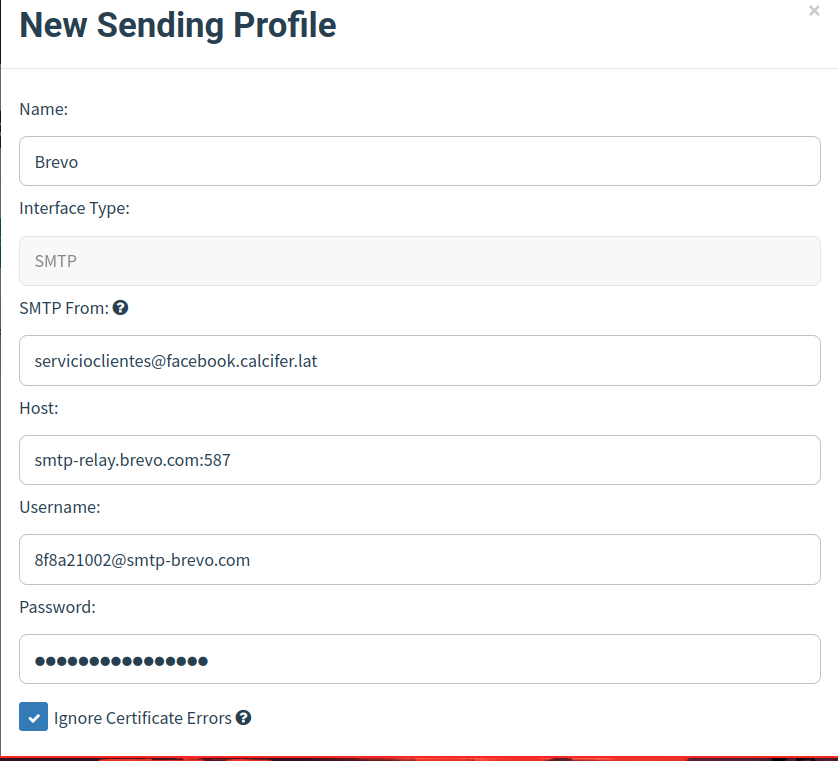 New Sending Profile
×
Name:
Brevo
Interface Type:
SMTP
SMTP From:
servicioclientes@facebook.calcifer.lat
Host:
smtp-relay.brevo.com:587
Username:
8f8a21002@smtp-brevo.com
Password:
●●●●●●●●●●●●●●●●
Ignore Certificate Errors